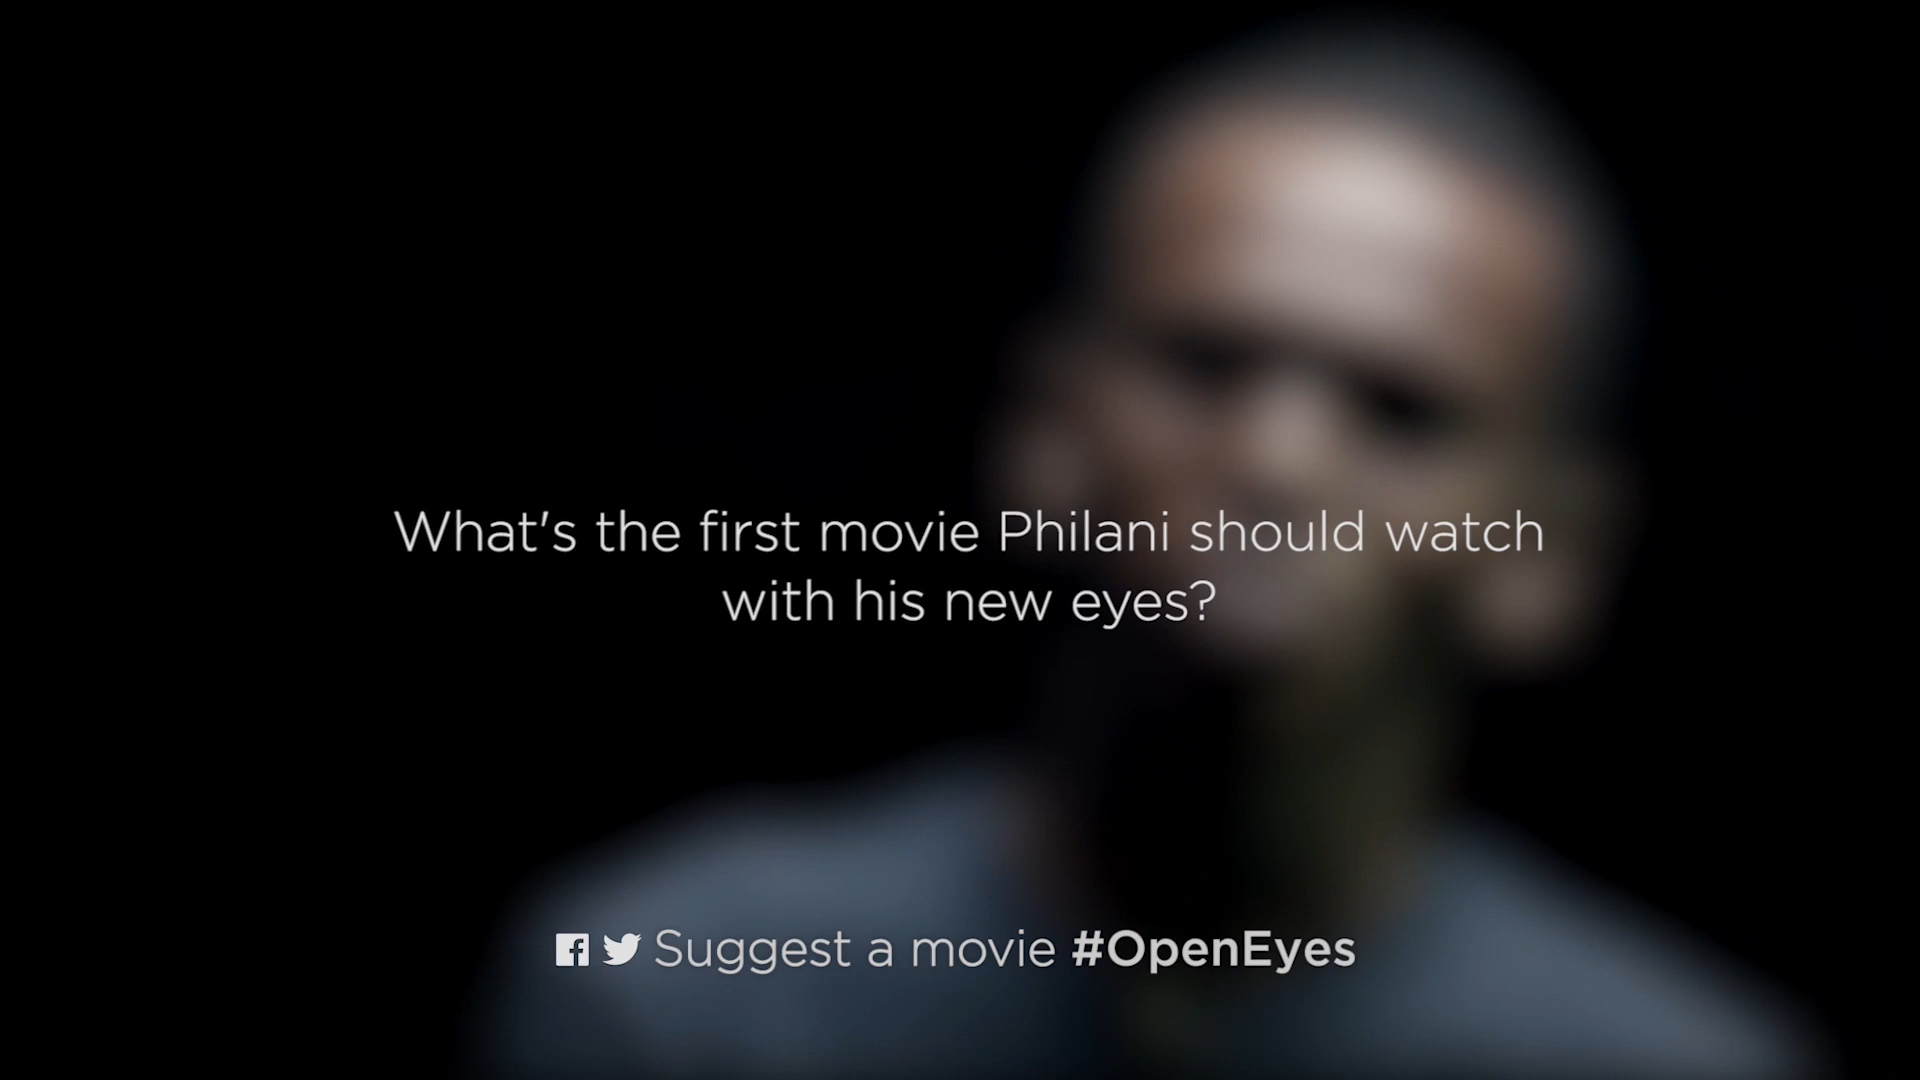 What's the first movie Philani should watch
with his new eyes?
Suggest a movie #OpenEyes